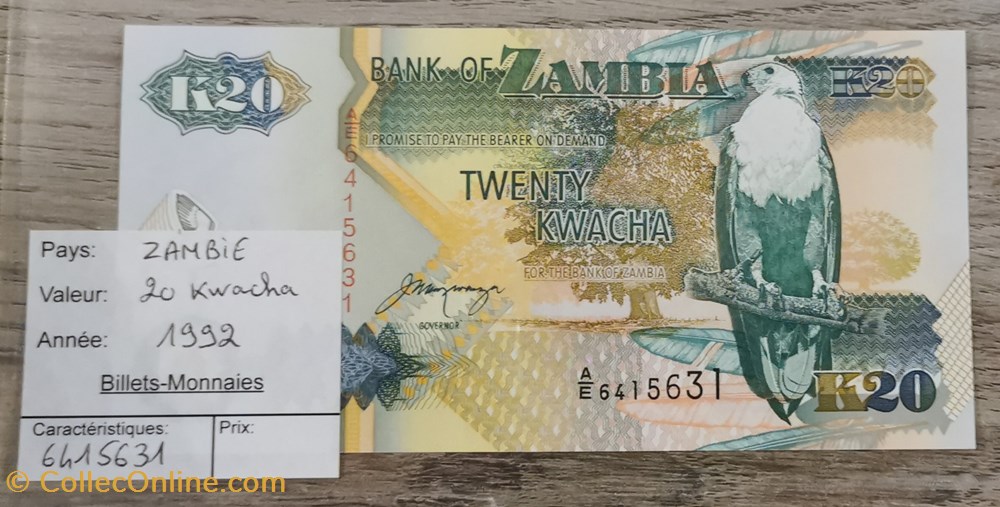 K20
BANK OF ZAMBIA
K20
I PROMISE TO PAY THE BEARER ON DEMAND
A/E6415631
TWENTY
KWACHA
FOR THE BANK OF ZAMBIA
GOVERNOR
A/E 6415631
K20
Pays: ZAMBiE
Valeur: 20 Kwacha
Année: 1992
Billets-Monnaies
Caractéristiques: Prix:
6415631
© CollecOnline.com